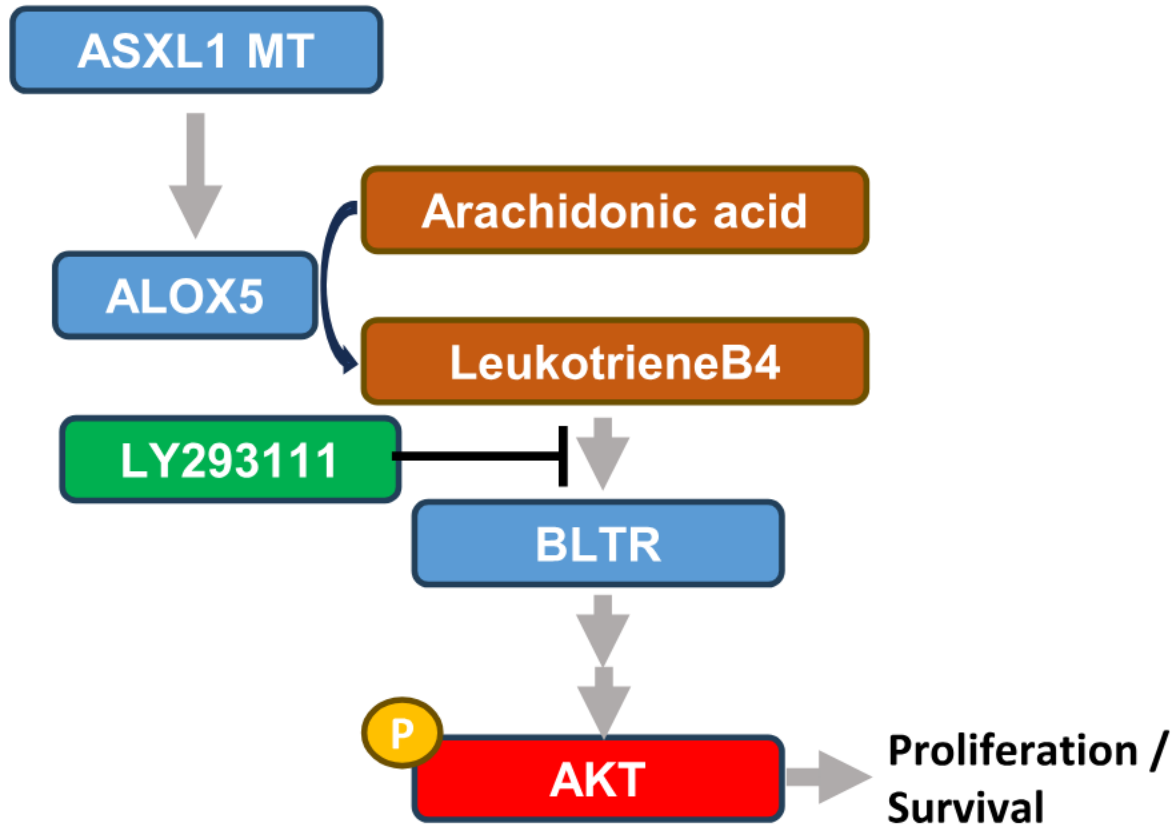 ASXL1 MT
Arachidonic acid
ALOX5
LeukotrieneB4
LY293111
BLTR
P
AKT
Proliferation /
Survival